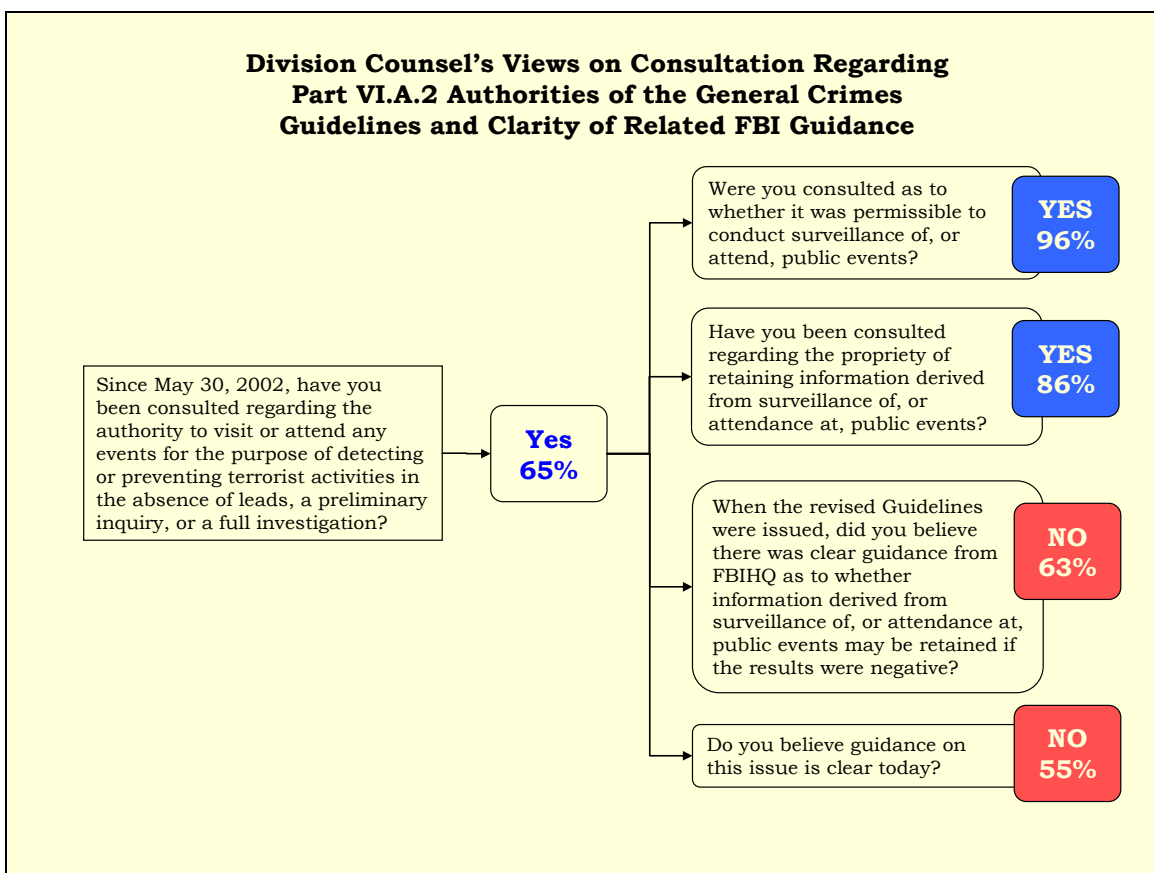 Division Counsel's Views on Consultation Regarding
Part VI.A.2 Authorities of the General Crimes
Guidelines and Clarity of Related FBI Guidance
Since May 30, 2002, have you
been consulted regarding the
authority to visit or attend any
events for the purpose of detecting
or preventing terrorist activities in
the absence of leads, a preliminary
inquiry, or a full investigation?
Yes
65%
Were you consulted as to
whether it was permissible to
conduct surveillance of, or
attend, public events?
YES
96%
Have you been consulted
regarding the propriety of
retaining information derived
from surveillance of, or
attendance at, public events?
YES
86%
When the revised Guidelines
were issued, did you believe
there was clear guidance from
FBIHQ as to whether
information derived from
surveillance of, or attendance at,
public events may be retained if
the results were negative?
NO
63%
Do you believe guidance on
this issue is clear today?
NO
55%